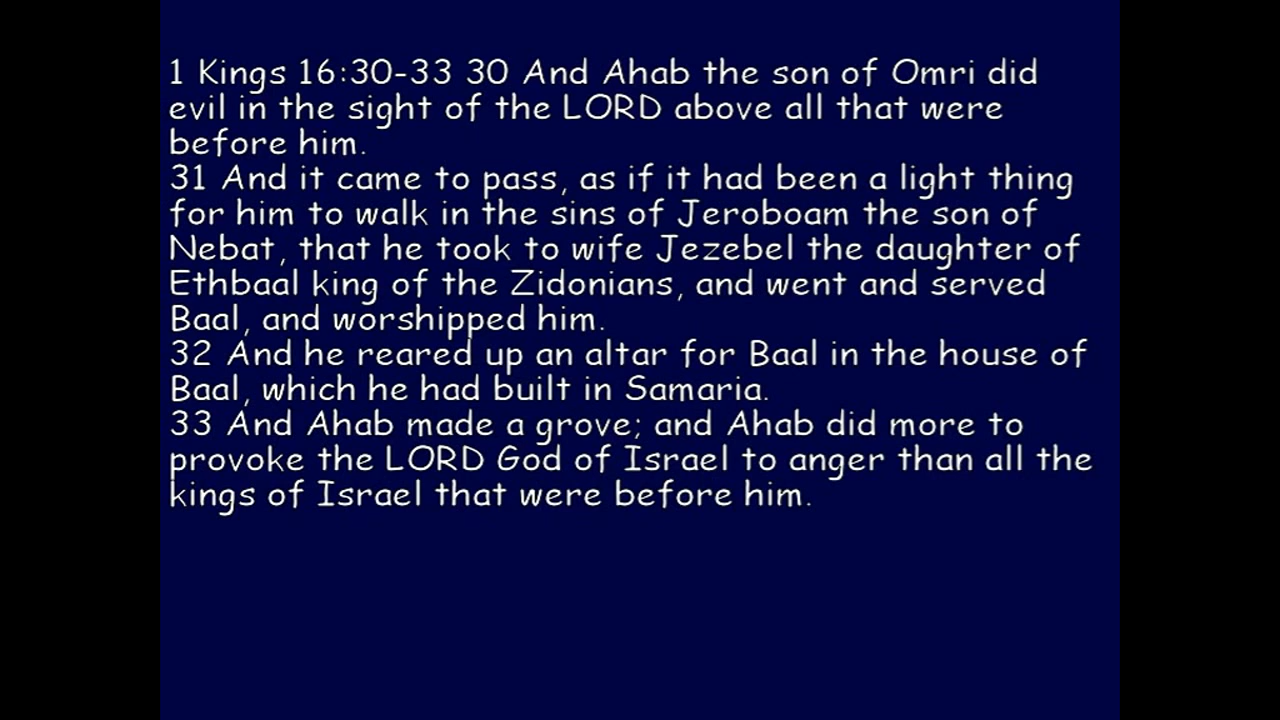 1 Kings 16:30-33 30 And Ahab the son of Omri did
evil in the sight of the LORD above all that were
before him.
31 And it came to pass, as if it had been a light thing
for him to walk in the sins of Jeroboam the son of
Nebat, that he took to wife Jezebel the daughter of
Ethbaal king of the Zidonians, and went and served
Baal, and worshipped him.
32 And he reared up an altar for Baal in the house of
Baal, which he had built in Samaria.
33 And Ahab made a grove; and Ahab did more to
provoke the LORD God of Israel to anger than all the
kings of Israel that were before him.